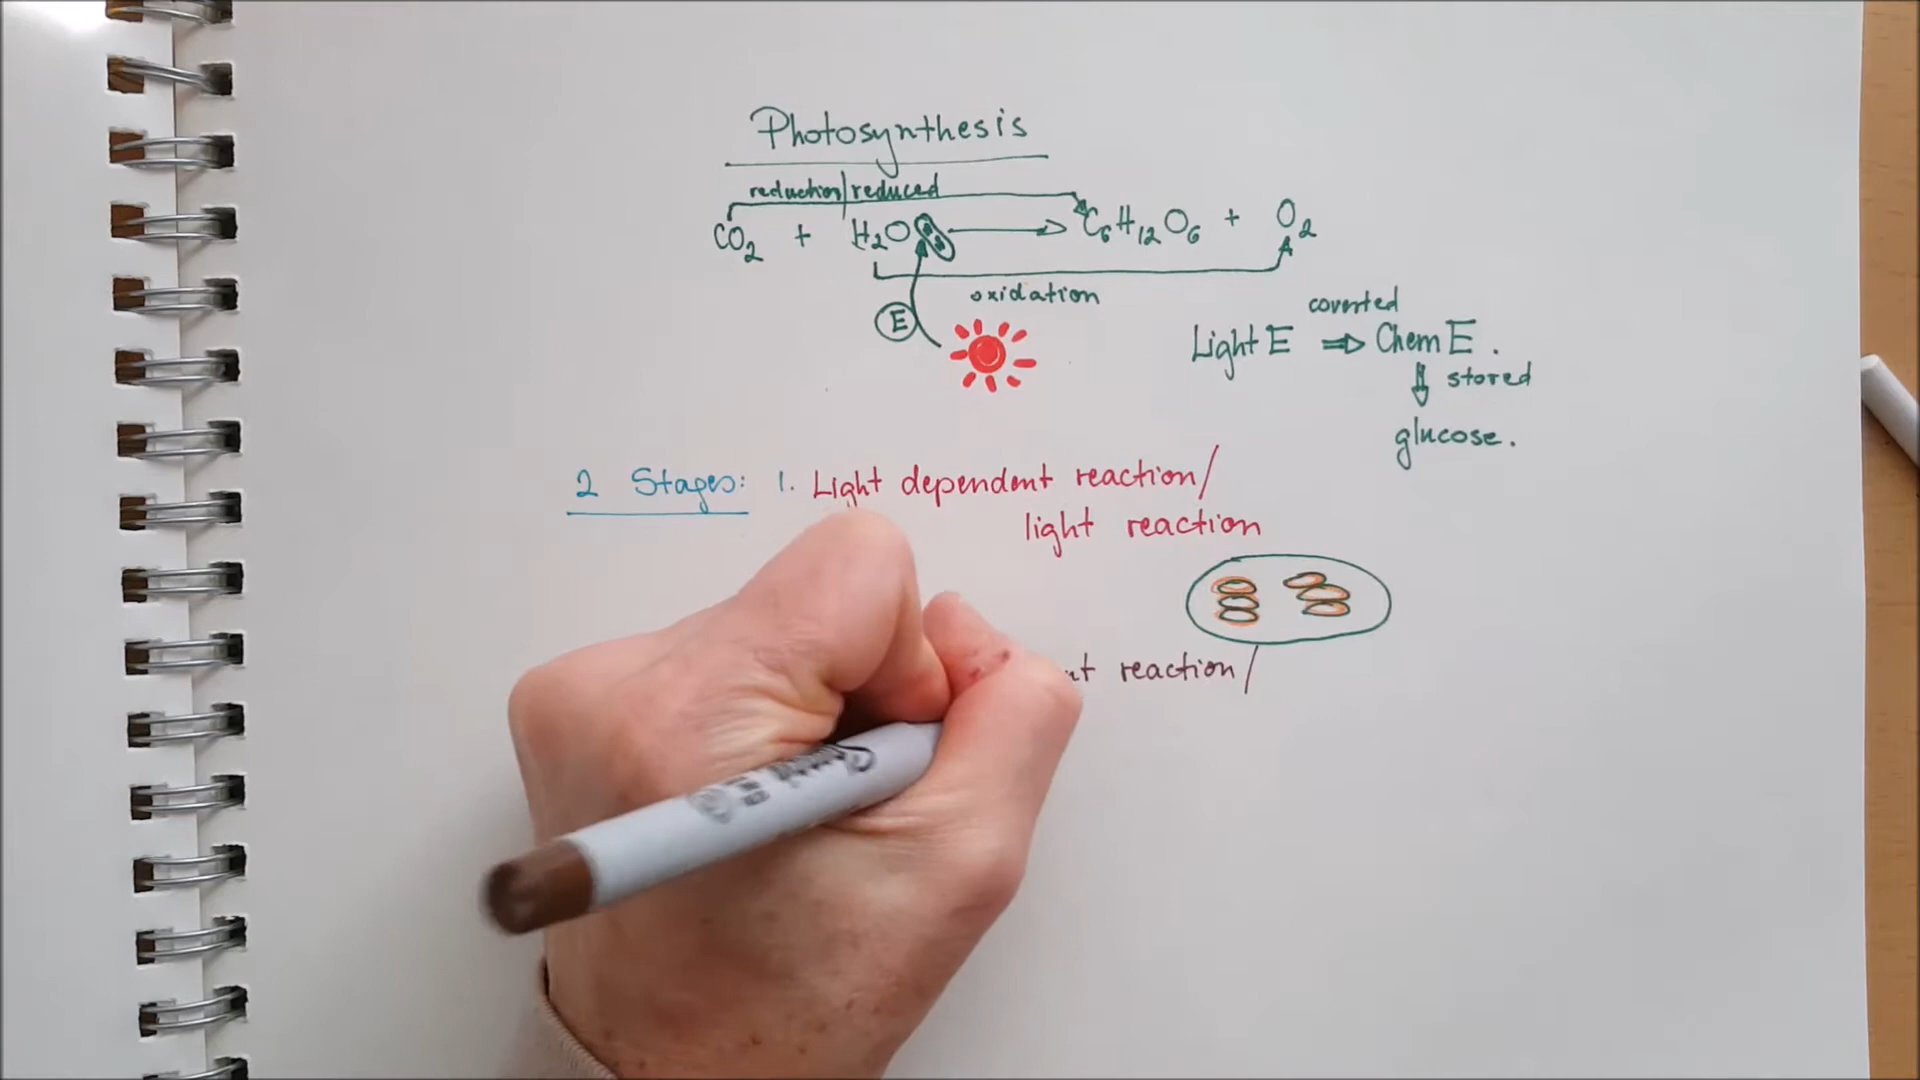 Photosynthesis
reduction/reduced
CO₂ + H₂O → C₆H₁₂O₆ + O₂
oxidation
E
coverted
Light E ⇒ Chem E.
⇓ stored
glucose.
2 Stages: 1. Light dependent reaction/
light reaction
reaction/